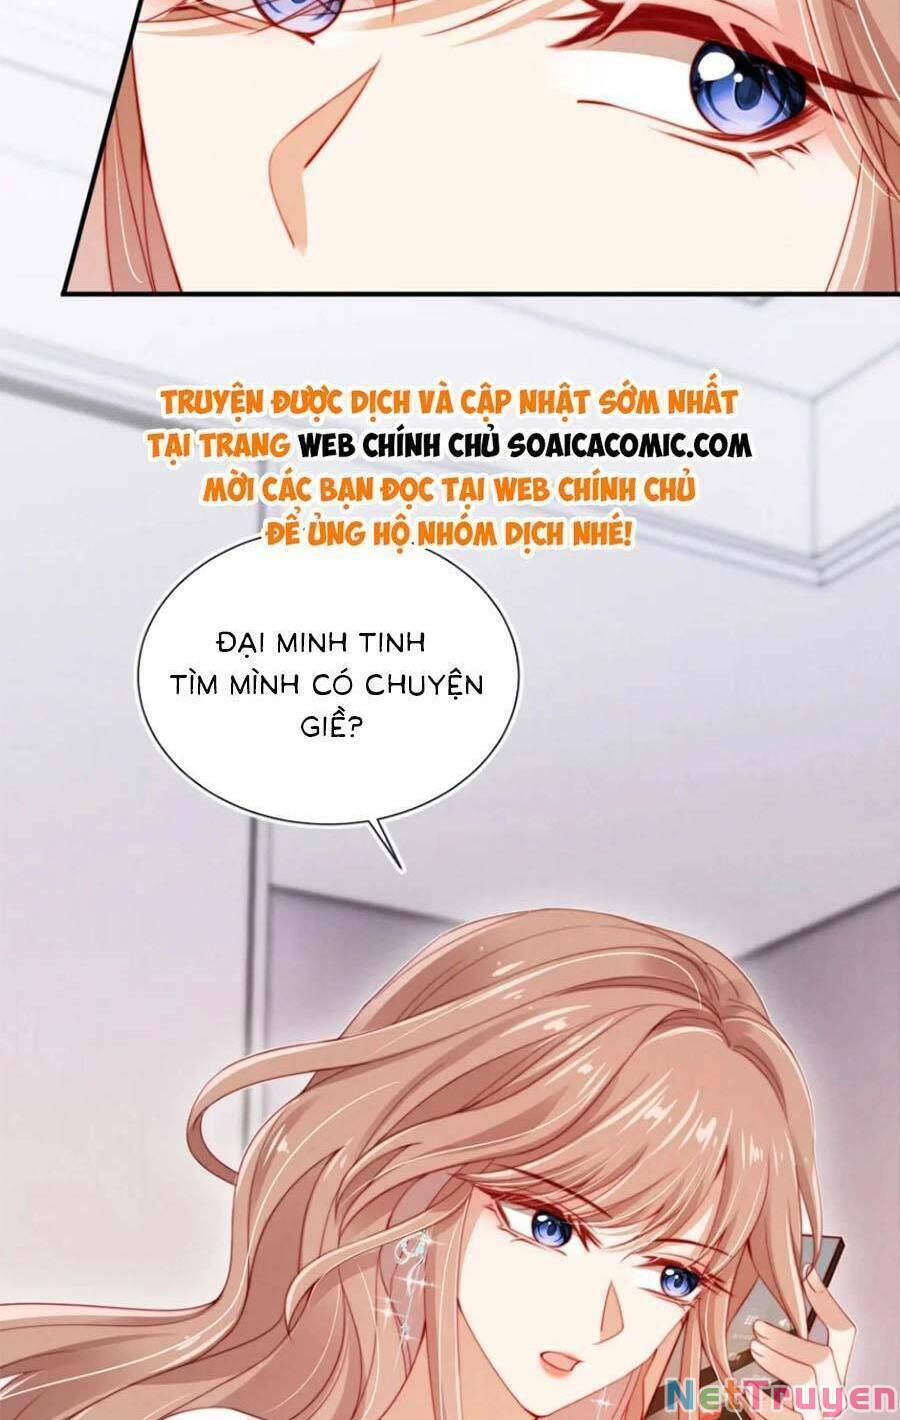 TRUYỆN ĐƯỢC DỊCH VÀ CẬP NHẬT SỚM NHẤT
TẠI TRANG WEB CHÍNH CHỦ SOAICACOMIC.COM
MỜI CÁC BẠN ĐỌC TẠI WEB CHÍNH CHỦ
ĐỂ ỦNG HỘ NHÓM DỊCH NHÉ!
ĐẠI MINH TINH
TÌM MÌNH CÓ CHUYỆN
GIỀ?
NetTruyen